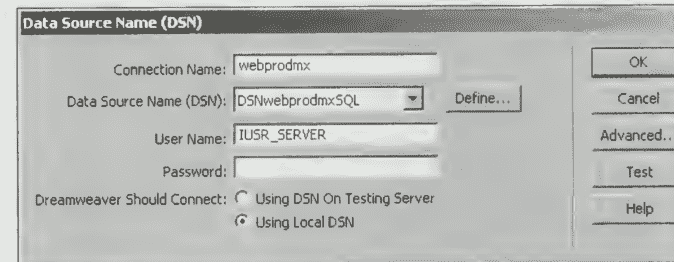 Data Source Name (DSN)
Connection Name: webprodmx
OK
Data Source Name (DSN): DSNwebprodmxSQL Define...
Cancel
User Name: IUSR_SERVER
Advanced..
Password:
Test
Dreamweaver Should Connect: Using DSN On Testing Server
Using Local DSN
Help